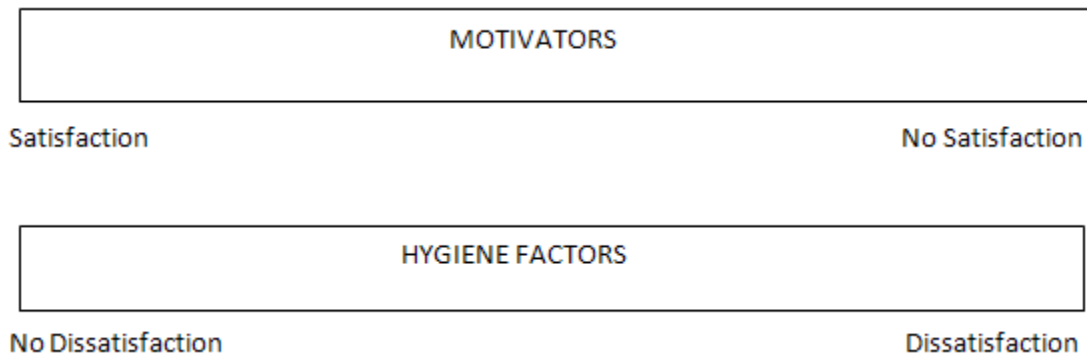 MOTIVATORS
Satisfaction No Satisfaction
HYGIENE FACTORS
No Dissatisfaction Dissatisfaction